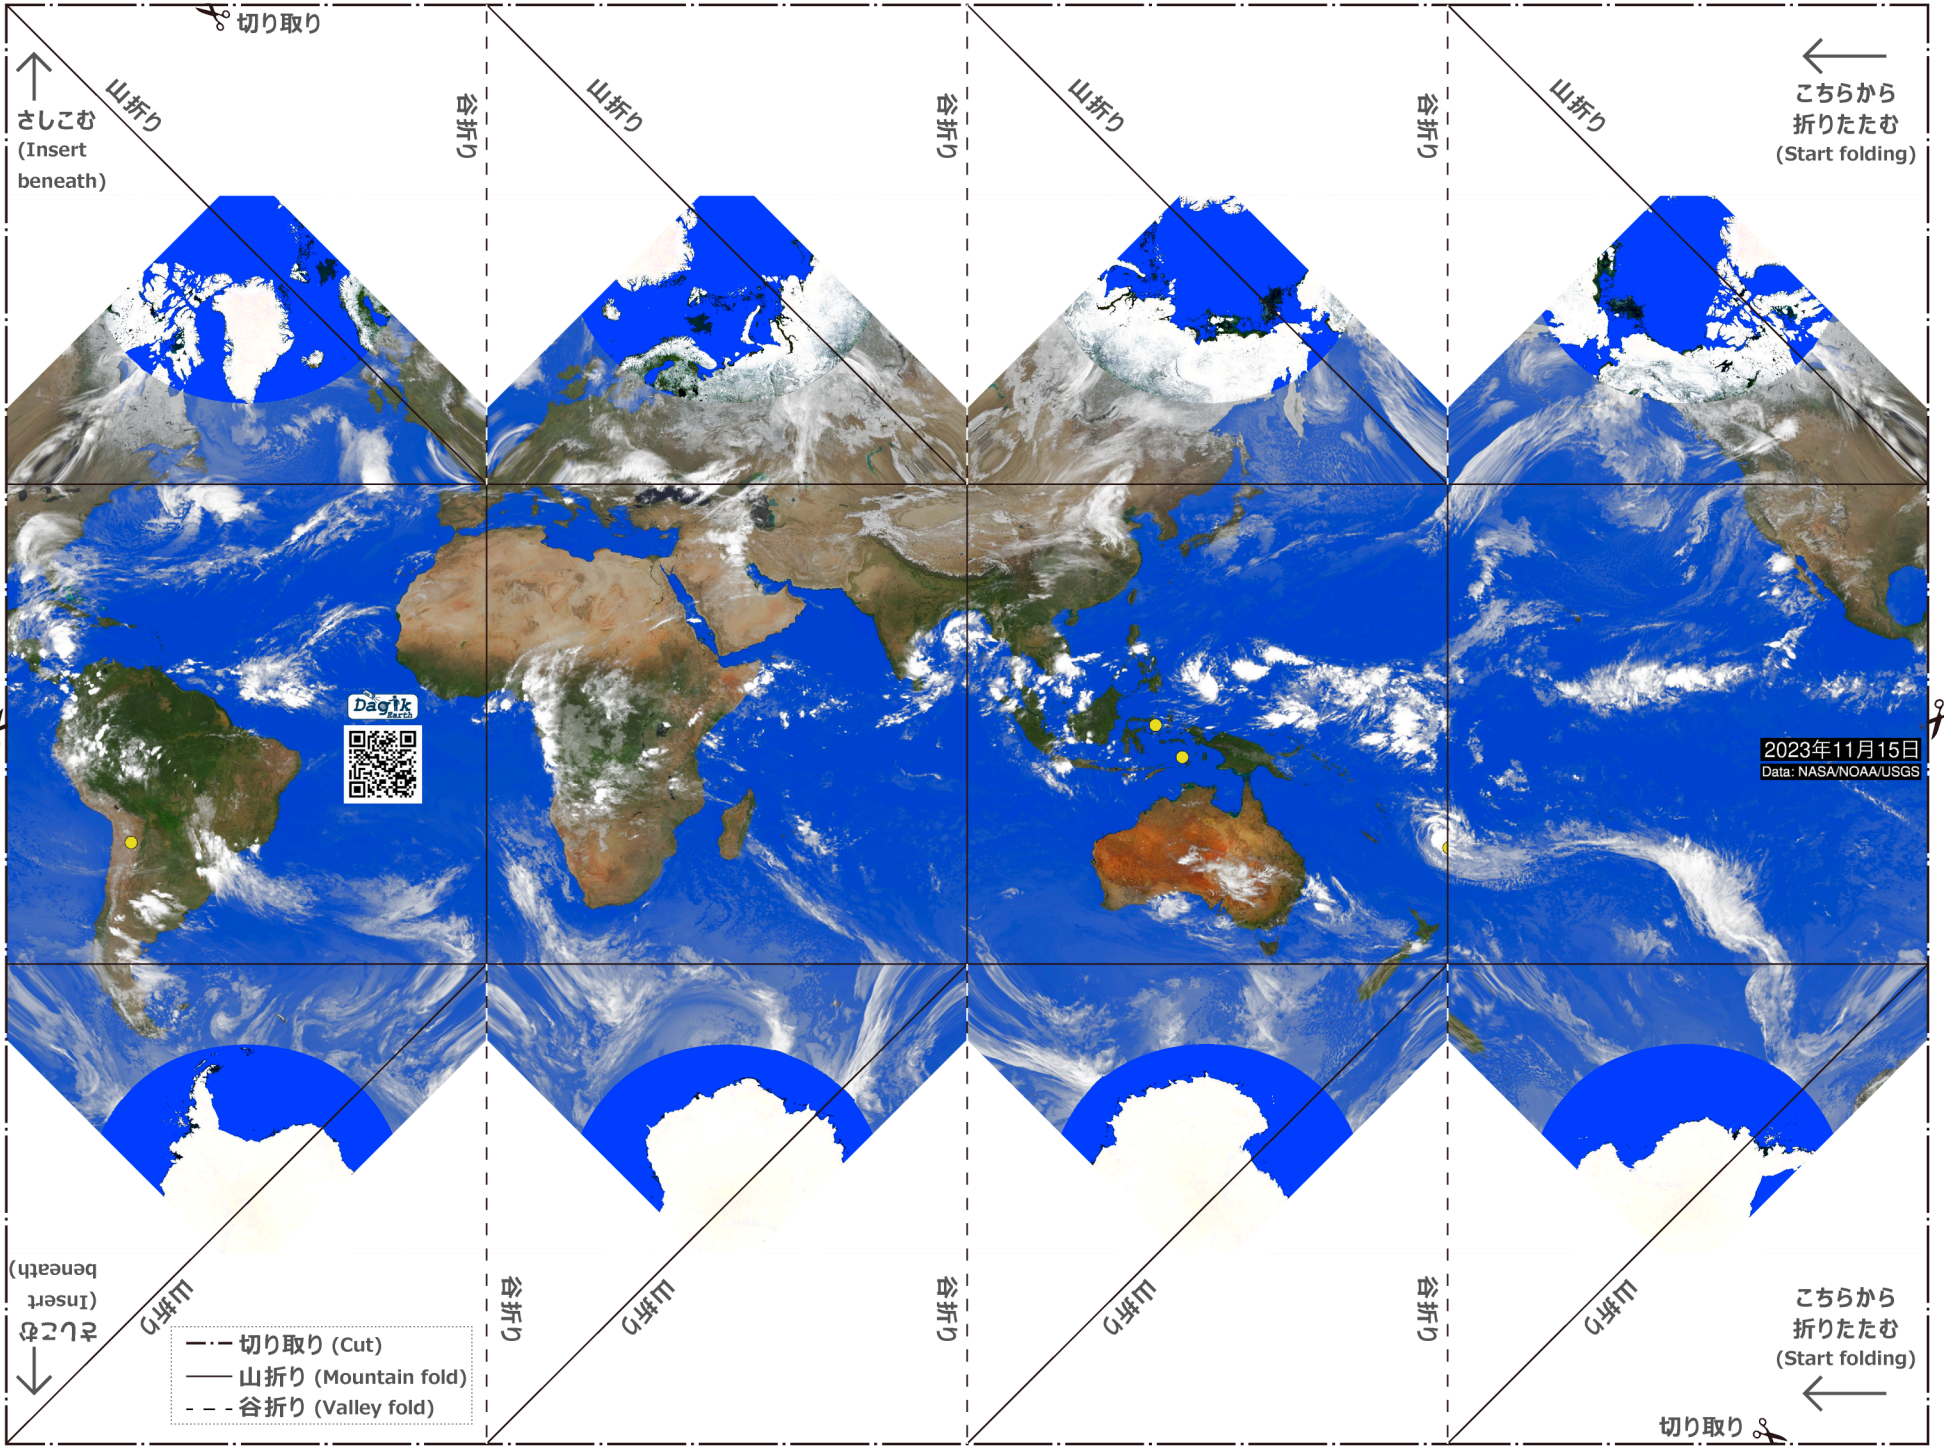 切り取り
山折り
谷折り
山折り
谷折り
山折り
谷折り
山折り
さしこむ
(Insert
beneath)
こちらから
折りたたむ
(Start folding)
Dagik
Earth
2023年11月15日
Data: NASA/NOAA/USGS
さしこむ
(Insert
beneath)
山折り
谷折り
山折り
谷折り
山折り
谷折り
山折り
こちらから
折りたたむ
(Start folding)
切り取り (Cut)
山折り (Mountain fold)
谷折り (Valley fold)
切り取り